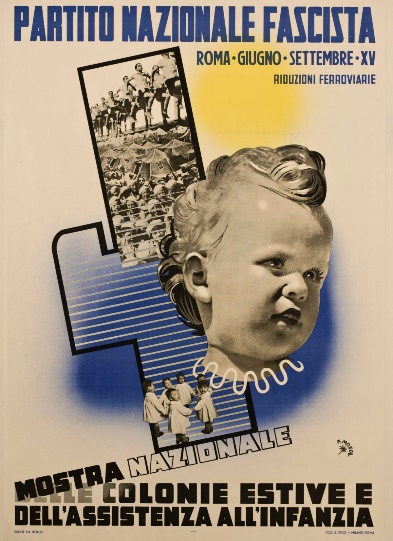 PARTITO NAZIONALE FASCISTA
ROMA·GIUGNO·SETTEMBRE·XV
RIDUZIONI FERROVIARIE
MOSTRA NAZIONALE
DELLE COLONIE ESTIVE E
DELL'ASSISTENZA ALL'INFANZIA